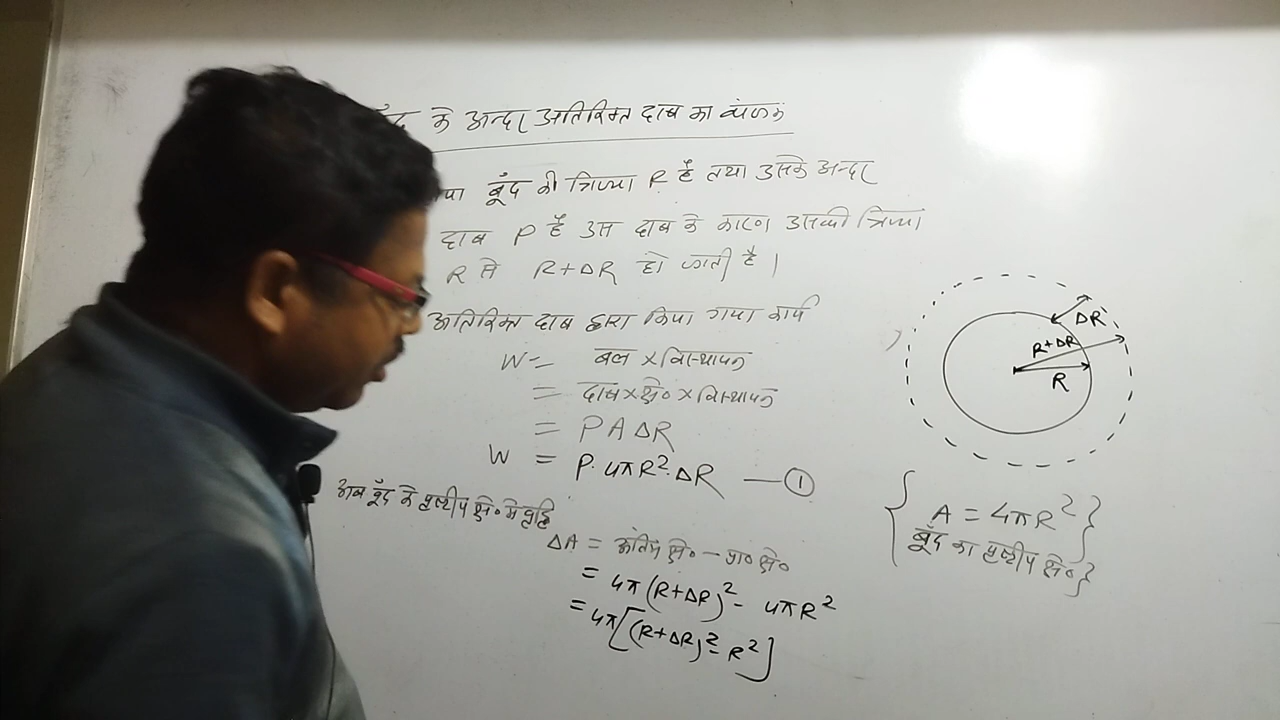 के अन्दर अतिरिक्त दाब का व्यंजक
बूँद की त्रिज्या R है तथा उसके अन्दर
दाब P है उस दाब के कारण उसकी त्रिज्या
R से R+ΔR हो जाती है।
अतिरिक्त दाब द्वारा किया गया कार्य
W = बल × विस्थापन
= दाब × क्षे० × विस्थापन
= P A ΔR
W = P. 4πR². ΔR — ①
अब बूँद के पृष्ठीय क्षे० मे वृद्धि
ΔA = अंतिम क्षे० - प्रा० क्षे०
= 4π(R+ΔR)² - 4πR²
= 4π[(R+ΔR)² - R²]
ΔR
R+ΔR
R
{ A = 4πR² }
बूँद का पृष्ठीय क्षे० }